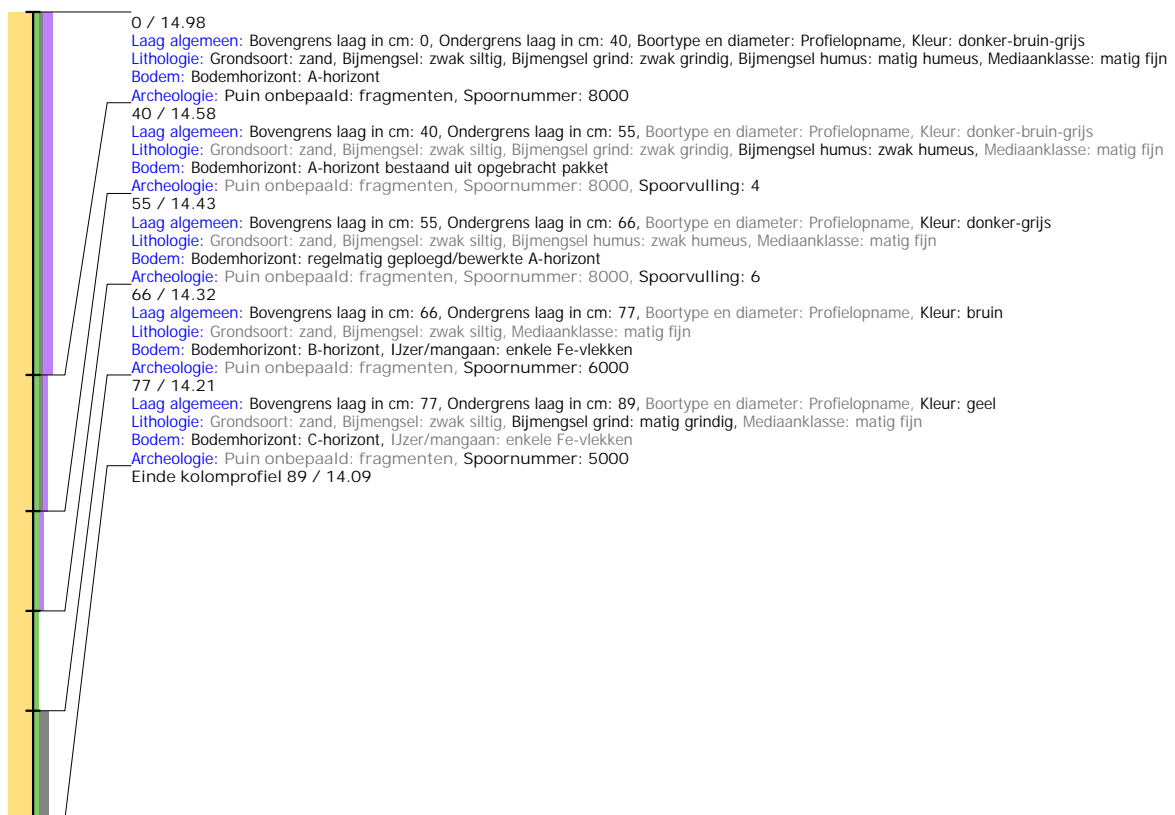 0 / 14.98
Laag algemeen: Bovengrens laag in cm: 0, Ondergrens laag in cm: 40, Boortype en diameter: Profielopname, Kleur: donker-bruin-grijs
Lithologie: Grondsoort: zand, Bijmengsel: zwak siltig, Bijmengsel grind: zwak grindig, Bijmengsel humus: matig humeus, Mediaanklasse: matig fijn
Bodem: Bodemhorizont: A-horizont
Archeologie: Puin onbepaald: fragmenten, Spoornummer: 8000
40 / 14.58
Laag algemeen: Bovengrens laag in cm: 40, Ondergrens laag in cm: 55, Boortype en diameter: Profielopname, Kleur: donker-bruin-grijs
Lithologie: Grondsoort: zand, Bijmengsel: zwak siltig, Bijmengsel grind: zwak grindig, Bijmengsel humus: zwak humeus, Mediaanklasse: matig fijn
Bodem: Bodemhorizont: A-horizont bestaand uit opgebracht pakket
Archeologie: Puin onbepaald: fragmenten, Spoornummer: 8000, Spoorvulling: 4
55 / 14.43
Laag algemeen: Bovengrens laag in cm: 55, Ondergrens laag in cm: 66, Boortype en diameter: Profielopname, Kleur: donker-grijs
Lithologie: Grondsoort: zand, Bijmengsel: zwak siltig, Bijmengsel humus: zwak humeus, Mediaanklasse: matig fijn
Bodem: Bodemhorizont: regelmatig geploegd/bewerkte A-horizont
Archeologie: Puin onbepaald: fragmenten, Spoornummer: 8000, Spoorvulling: 6
66 / 14.32
Laag algemeen: Bovengrens laag in cm: 66, Ondergrens laag in cm: 77, Boortype en diameter: Profielopname, Kleur: bruin
Lithologie: Grondsoort: zand, Bijmengsel: zwak siltig, Mediaanklasse: matig fijn
Bodem: Bodemhorizont: B-horizont, IJzer/mangaan: enkele Fe-vlekken
Archeologie: Puin onbepaald: fragmenten, Spoornummer: 6000
77 / 14.21
Laag algemeen: Bovengrens laag in cm: 77, Ondergrens laag in cm: 89, Boortype en diameter: Profielopname, Kleur: geel
Lithologie: Grondsoort: zand, Bijmengsel: zwak siltig, Bijmengsel grind: matig grindig, Mediaanklasse: matig fijn
Bodem: Bodemhorizont: C-horizont, IJzer/mangaan: enkele Fe-vlekken
Archeologie: Puin onbepaald: fragmenten, Spoornummer: 5000
Einde kolomprofiel 89 / 14.09